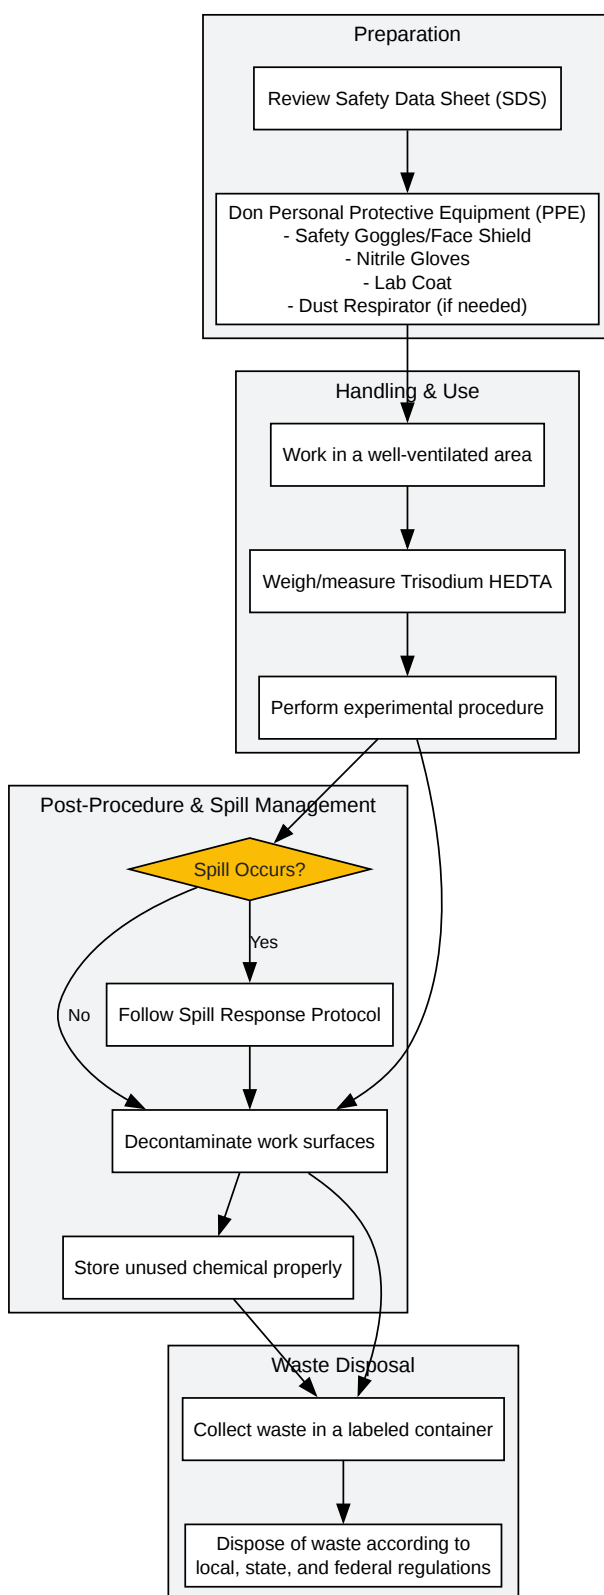 Preparation
Review Safety Data Sheet (SDS)
Don Personal Protective Equipment (PPE)
- Safety Goggles/Face Shield
- Nitrile Gloves
- Lab Coat
- Dust Respirator (if needed)
Handling & Use
Work in a well-ventilated area
Weigh/measure Trisodium HEDTA
Perform experimental procedure
Post-Procedure & Spill Management
Spill Occurs?
Yes
No
Follow Spill Response Protocol
Decontaminate work surfaces
Store unused chemical properly
Waste Disposal
Collect waste in a labeled container
Dispose of waste according to
local, state, and federal regulations